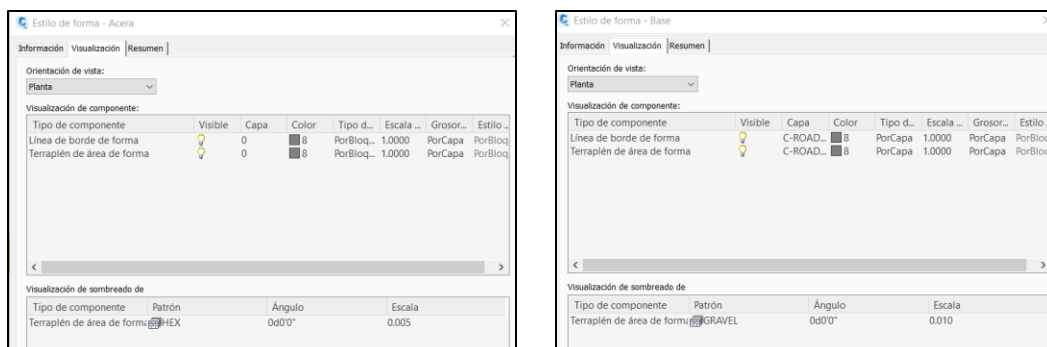 Estilo de forma - Acera
Información Visualización Resumen
Orientación de vista:
Planta
Visualización de componente:
Tipo de componente Visible Capa Color Tipo d... Escala ... Grosor... Estilo ..
Línea de borde de forma 0 8 PorBloq... 1.0000 PorCapa PorBloq
Terraplén de área de forma 0 8 PorBloq... 1.0000 PorCapa PorBloq
Visualización de sombreado de
Tipo de componente Patrón Ángulo Escala
Terraplén de área de forma HEX 0d0'0" 0.005
Estilo de forma - Base
Información Visualización Resumen
Orientación de vista:
Planta
Visualización de componente:
Tipo de componente Visible Capa Color Tipo d... Escala ... Grosor... Estilo
Línea de borde de forma C-ROAD... 8 PorCapa 1.0000 PorCapa PorBloq
Terraplén de área de forma C-ROAD... 8 PorCapa 1.0000 PorCapa PorBloq
Visualización de sombreado de
Tipo de componente Patrón Ángulo Escala
Terraplén de área de forma GRAVEL 0d0'0" 0.010